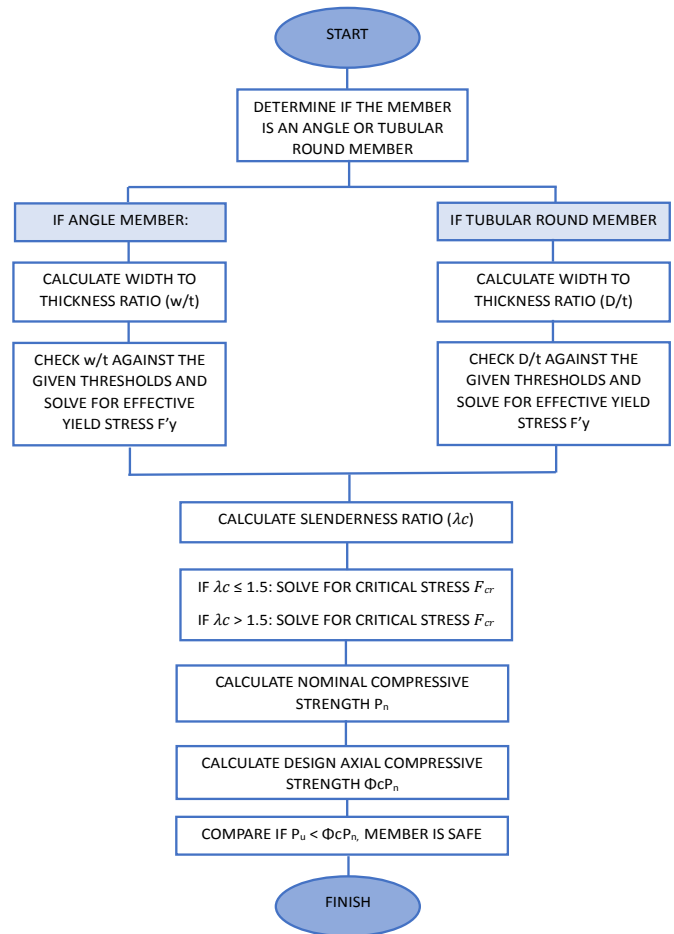 START
DETERMINE IF THE MEMBER
IS AN ANGLE OR TUBULAR
ROUND MEMBER
IF ANGLE MEMBER:
IF TUBULAR ROUND MEMBER
CALCULATE WIDTH TO
THICKNESS RATIO (w/t)
CALCULATE WIDTH TO
THICKNESS RATIO (D/t)
CHECK w/t AGAINST THE
GIVEN THRESHOLDS AND
SOLVE FOR EFFECTIVE
YIELD STRESS F'y
CHECK D/t AGAINST THE
GIVEN THRESHOLDS AND
SOLVE FOR EFFECTIVE YIELD
STRESS F'y
CALCULATE SLENDERNESS RATIO (λc)
IF λc ≤ 1.5: SOLVE FOR CRITICAL STRESS Fcr
IF λc > 1.5: SOLVE FOR CRITICAL STRESS Fcr
CALCULATE NOMINAL COMPRESSIVE
STRENGTH Pn
CALCULATE DESIGN AXIAL COMPRESSIVE
STRENGTH ΦcPn
COMPARE IF Pu < ΦcPn, MEMBER IS SAFE
FINISH